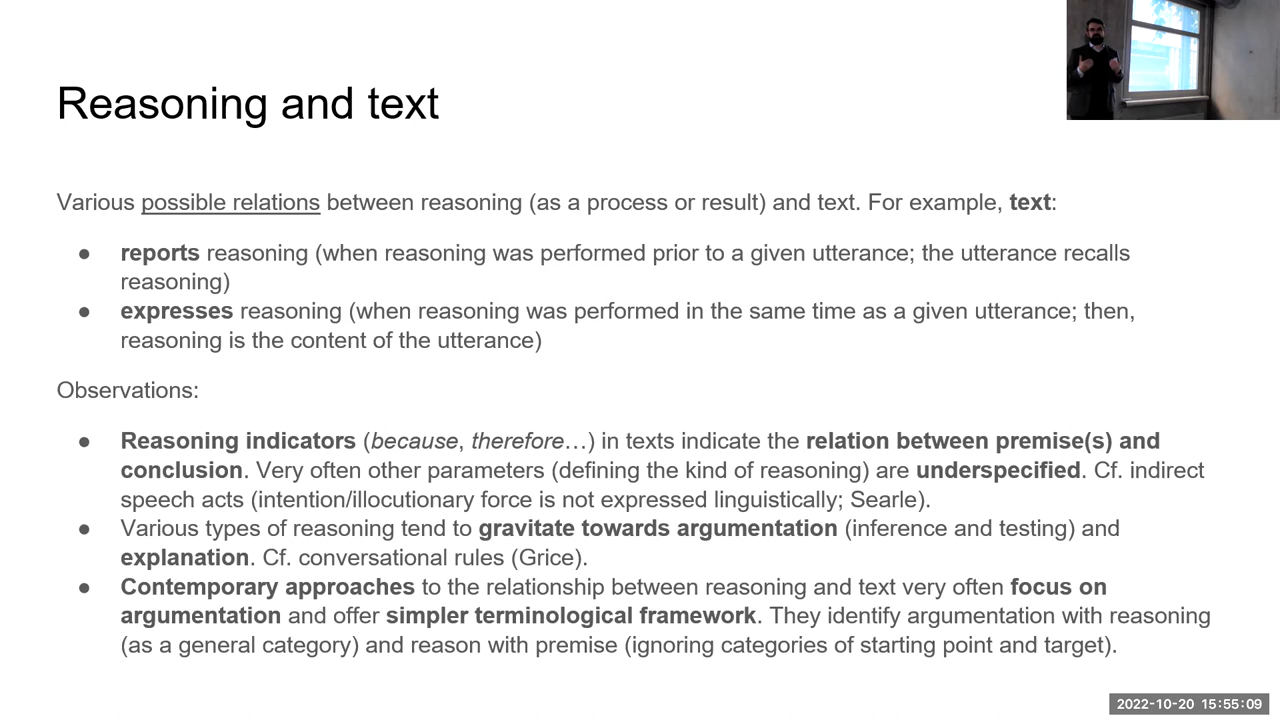 Reasoning and text
Various possible relations between reasoning (as a process or result) and text. For example, text:
● reports reasoning (when reasoning was performed prior to a given utterance; the utterance recalls
reasoning)
● expresses reasoning (when reasoning was performed in the same time as a given utterance; then,
reasoning is the content of the utterance)
Observations:
● Reasoning indicators (because, therefore…) in texts indicate the relation between premise(s) and
conclusion. Very often other parameters (defining the kind of reasoning) are underspecified. Cf. indirect
speech acts (intention/illocutionary force is not expressed linguistically; Searle).
● Various types of reasoning tend to gravitate towards argumentation (inference and testing) and
explanation. Cf. conversational rules (Grice).
● Contemporary approaches to the relationship between reasoning and text very often focus on
argumentation and offer simpler terminological framework. They identify argumentation with reasoning
(as a general category) and reason with premise (ignoring categories of starting point and target).
2022-10-20 15:55:09